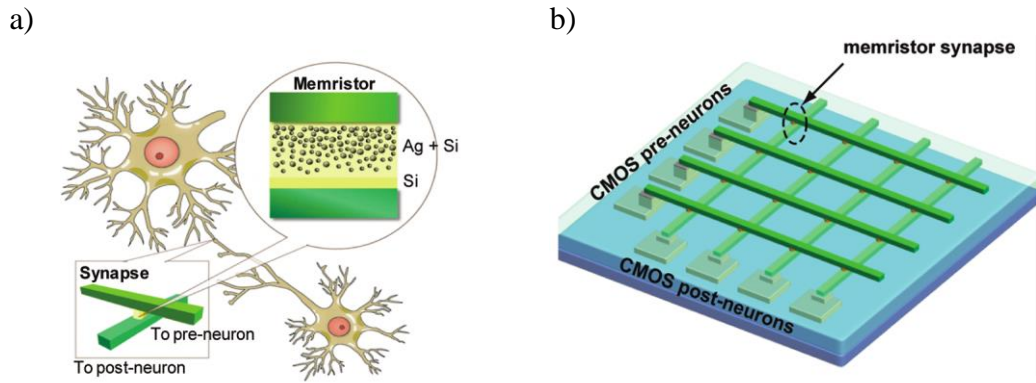 a)
Memristor
Ag + Si
Si
Synapse
To pre-neuron
To post-neuron
b)
memristor synapse
CMOS pre-neurons
CMOS post-neurons